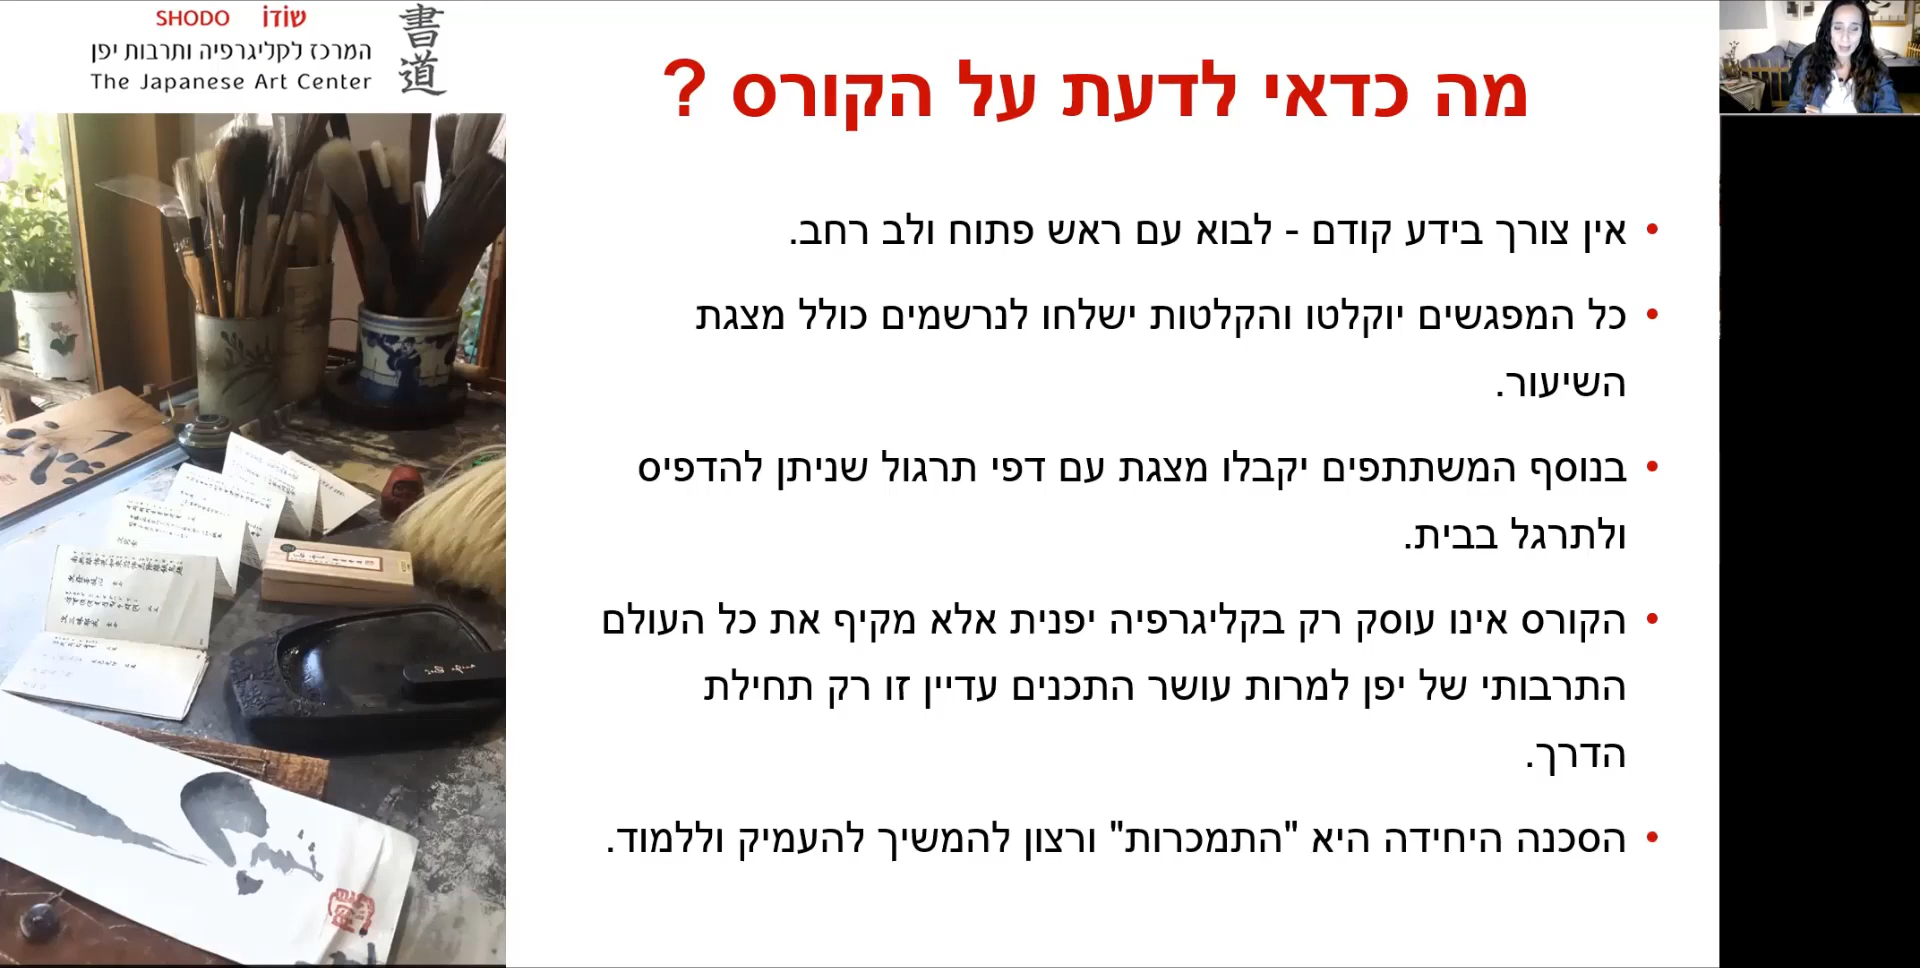 SHODO שׁוֹדוֹ
המרכז לקליגרפיה ותרבות יפן
The Japanese Art Center
書道
מה כדאי לדעת על הקורס ?
• אין צורך בידע קודם - לבוא עם ראש פתוח ולב רחב.
• כל המפגשים יוקלטו והקלטות ישלחו לנרשמים כולל מצגת
השיעור.
• בנוסף המשתתפים יקבלו מצגת עם דפי תרגול שניתן להדפיס
ולתרגל בבית.
• הקורס אינו עוסק רק בקליגרפיה יפנית אלא מקיף את כל העולם
התרבותי של יפן למרות עושר התכנים עדיין זו רק תחילת
הדרך.
• הסכנה היחידה היא "התמכרות" ורצון להמשיך להעמיק וללמוד.